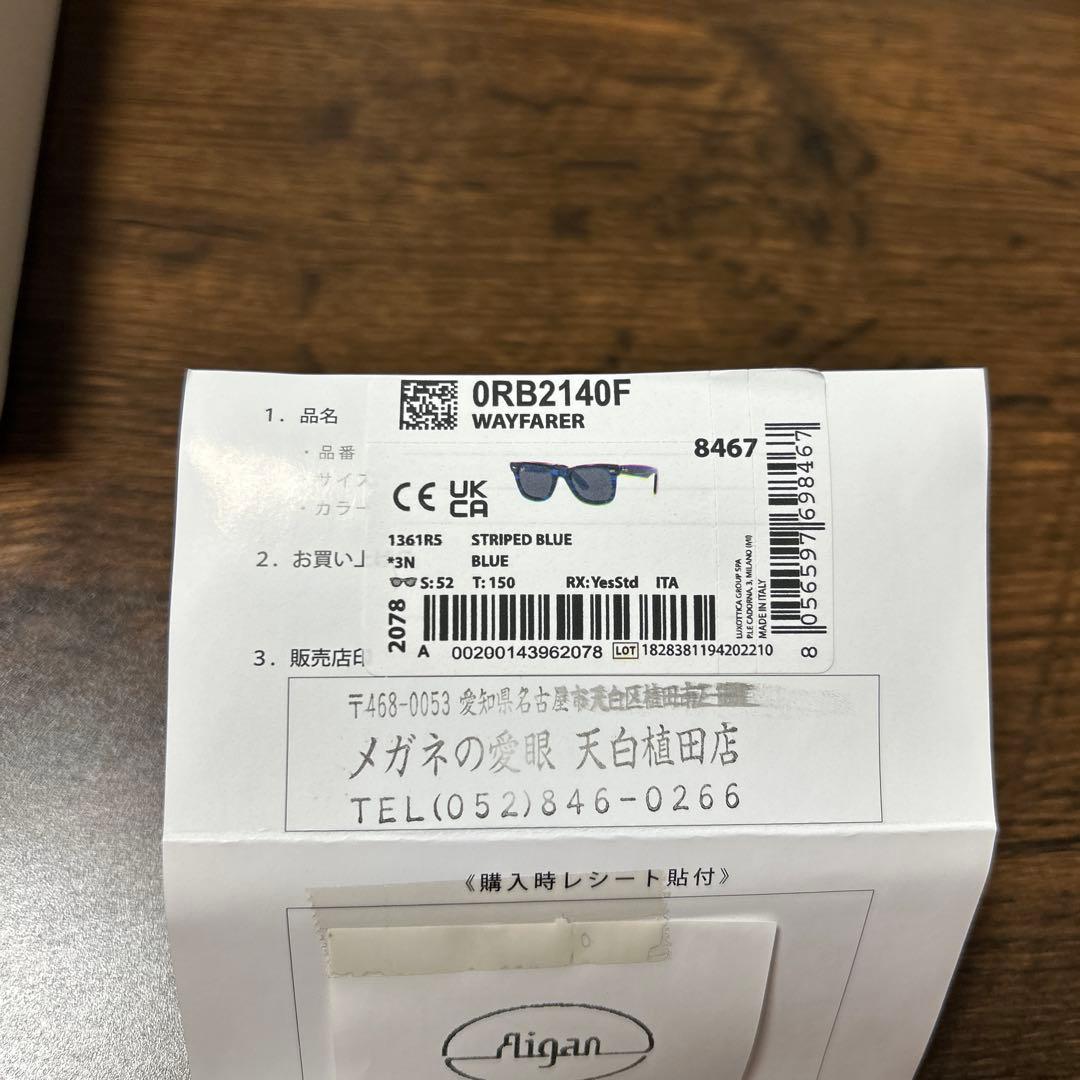 1. 品名
・品番
サイズ
・カラー
2. お買い上
3. 販売店印
0RB2140F
WAYFARER
8467
CE UK
CA
1361R5 STRIPED BLUE
*3N BLUE
S: 52 T: 150 RX: YesStd ITA
2078
A 00200143962078 LOT 1828381194202210
LUXOTTICA GROUP SPA
P.LE CADORNA, 3, MILANO (MI)
MADE IN ITALY
8 056597 698467
〒468-0053 愛知県名古屋市天白区植田
メガネの愛眼 天白植田店
TEL(052)846-0266
《購入時レシート貼付》
Aigan